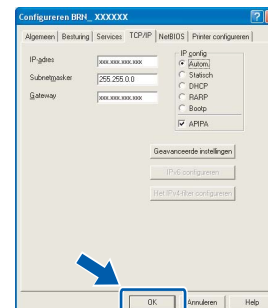 Configureren BRN_ XXXXXX
Algemeen Besturing Services TCP/IP NetBIOS Printer configureren
IP-adres
xxx.xxx.xxx.xxx
Subnetmasker
255.255.0.0
Gateway
xxx.xxx.xxx.xxx
IP config
Autom.
Statisch
DHCP
RARP
Bootp
APIPA
Geavanceerde instellingen
IPv6 configureren
Het IPv4-filter configureren
OK Annuleren Help